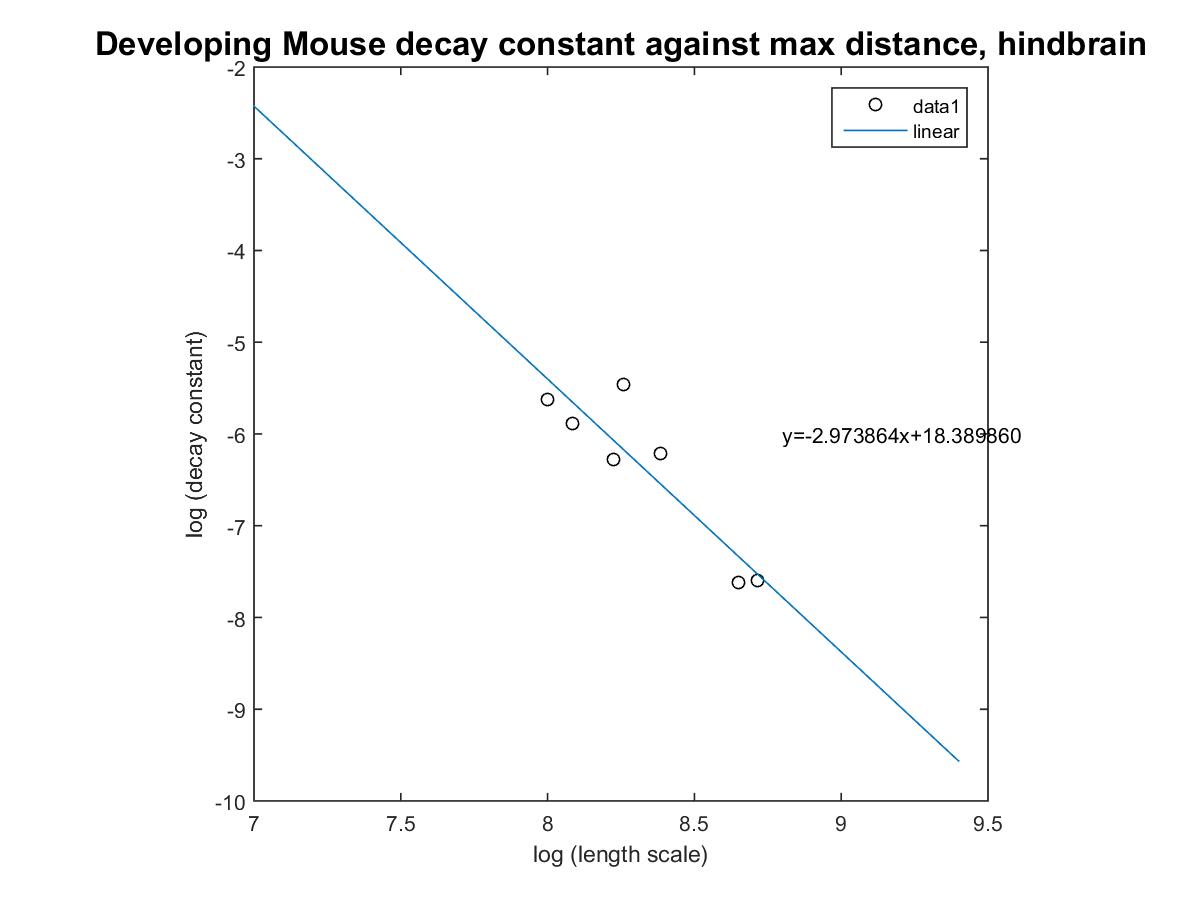 Developing Mouse decay constant against max distance, hindbrain
data1
linear
-2
-3
-4
-5
-6
-7
-8
-9
-10
log (decay constant)
y=-2.973864x+18.389860
7
7.5
8
8.5
9
9.5
log (length scale)